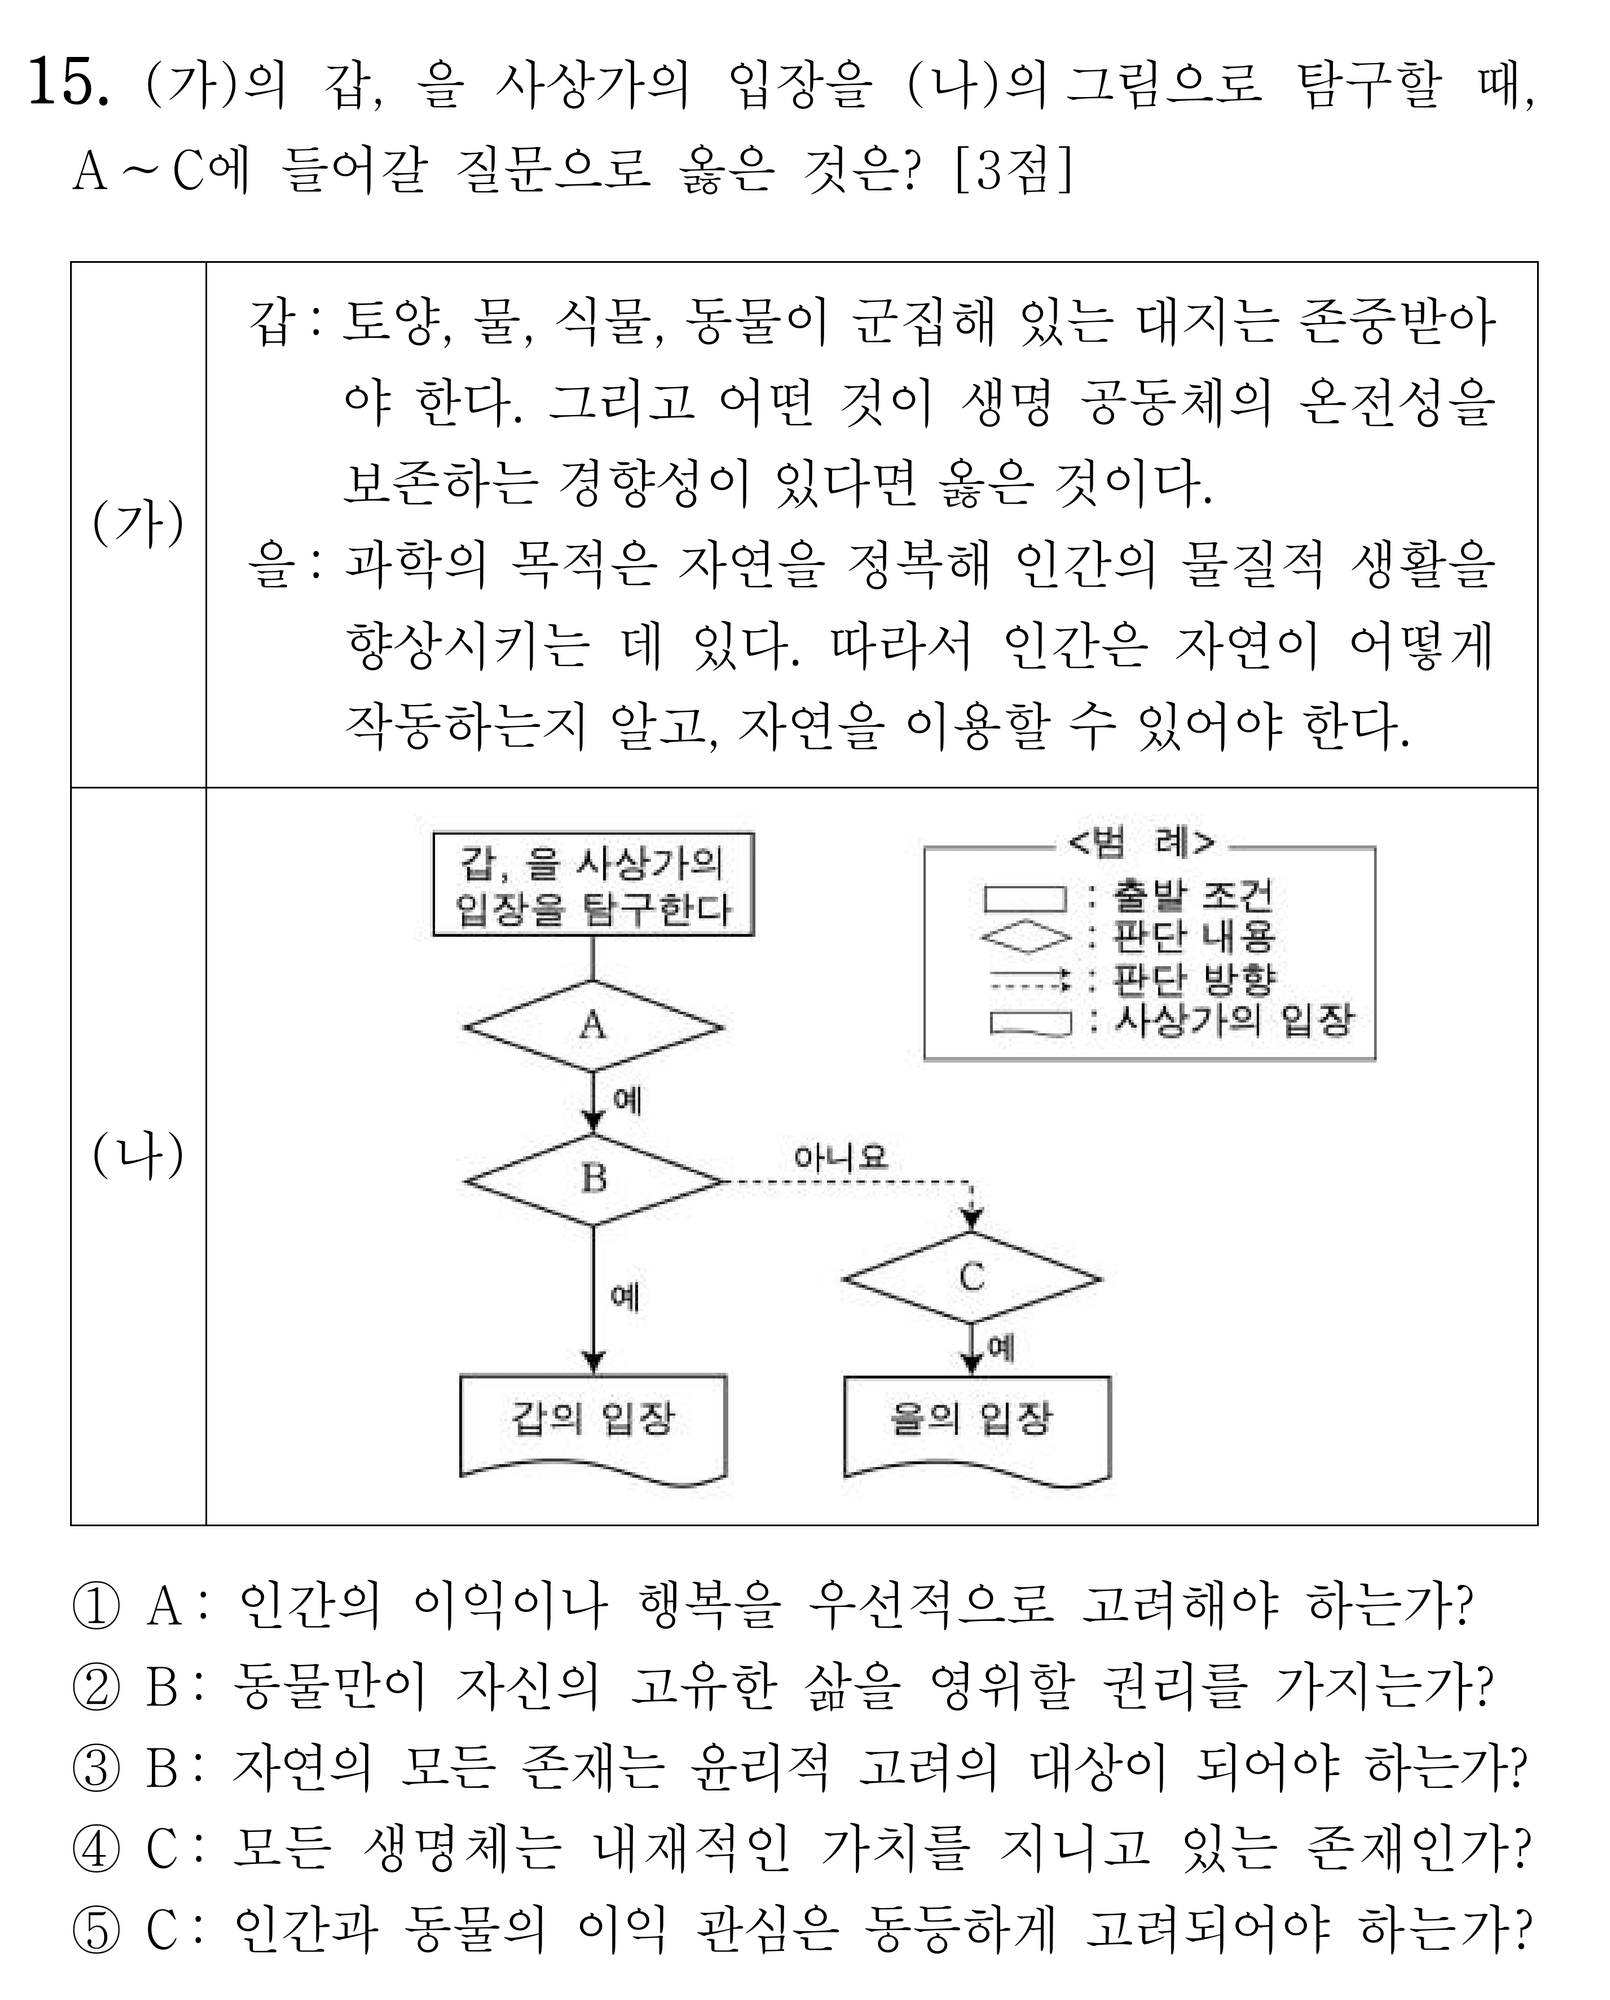 15. (가)의 갑, 을 사상가의 입장을 (나)의 그림으로 탐구할 때,
A～C에 들어갈 질문으로 옳은 것은? [3점]
(가)
갑 : 토양, 물, 식물, 동물이 군집해 있는 대지는 존중받아
야 한다. 그리고 어떤 것이 생명 공동체의 온전성을
보존하는 경향성이 있다면 옳은 것이다.
을 : 과학의 목적은 자연을 정복해 인간의 물질적 생활을
향상시키는 데 있다. 따라서 인간은 자연이 어떻게
작동하는지 알고, 자연을 이용할 수 있어야 한다.
(나)
갑, 을 사상가의
입장을 탐구한다
A
예
B
아니요
예
C
예
갑의 입장
을의 입장
<범 례>
: 출발 조건
: 판단 내용
: 판단 방향
: 사상가의 입장
① A : 인간의 이익이나 행복을 우선적으로 고려해야 하는가?
② B : 동물만이 자신의 고유한 삶을 영위할 권리를 가지는가?
③ B : 자연의 모든 존재는 윤리적 고려의 대상이 되어야 하는가?
④ C : 모든 생명체는 내재적인 가치를 지니고 있는 존재인가?
⑤ C : 인간과 동물의 이익 관심은 동등하게 고려되어야 하는가?